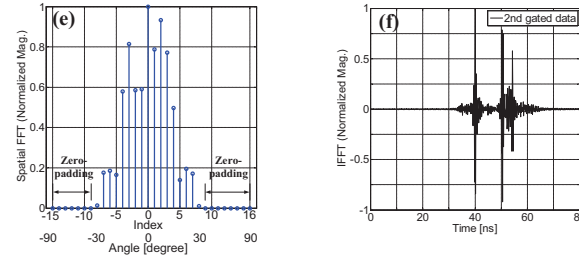 (e)
Spatial FFT (Normalized Mag.)
1
0.8
0.6
0.4
0.2
0
Zero-
padding
Zero-
padding
-15 -10 -5 0 5 10 16
Index
-90 -30 0 30 90
Angle [degree]
(f)
2nd gated data
IFFT (Normalized Mag.)
1
0.5
0
-0.5
-1
0 20 40 60 80
Time [ns]